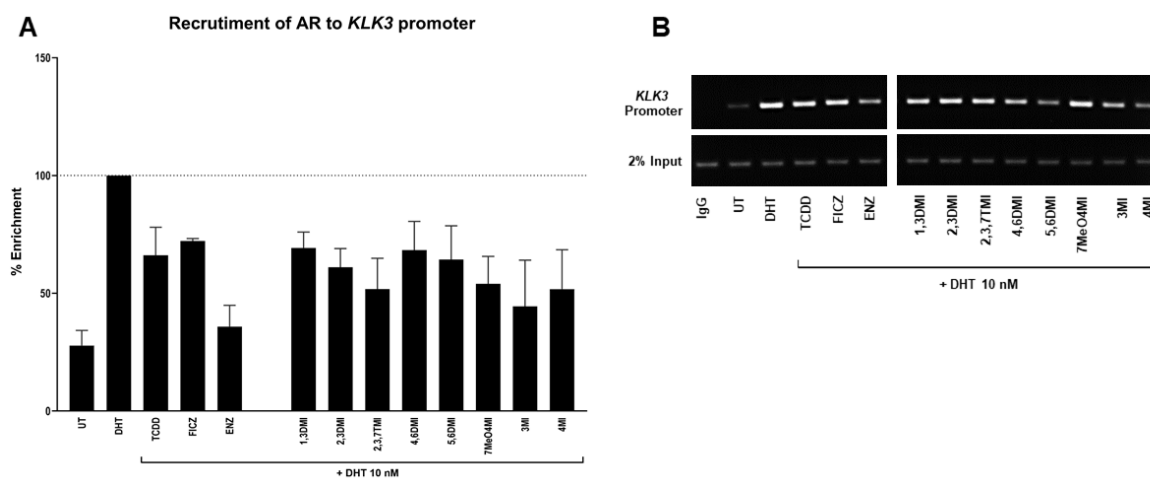 A
Recrutiment of AR to KLK3 promoter
% Enrichment
150
100
50
0
UT
DHT
TCDD
FICZ
ENZ
1,3DMI
2,3DMI
2,3,7TMI
4,6DMI
5,6DMI
7MeO4MI
3MI
4MI
+ DHT 10 nM
B
KLK3
Promoter
2% Input
IgG
UT
DHT
TCDD
FICZ
ENZ
1,3DMI
2,3DMI
2,3,7TMI
4,6DMI
5,6DMI
7MeO4MI
3MI
4MI
+ DHT 10 nM